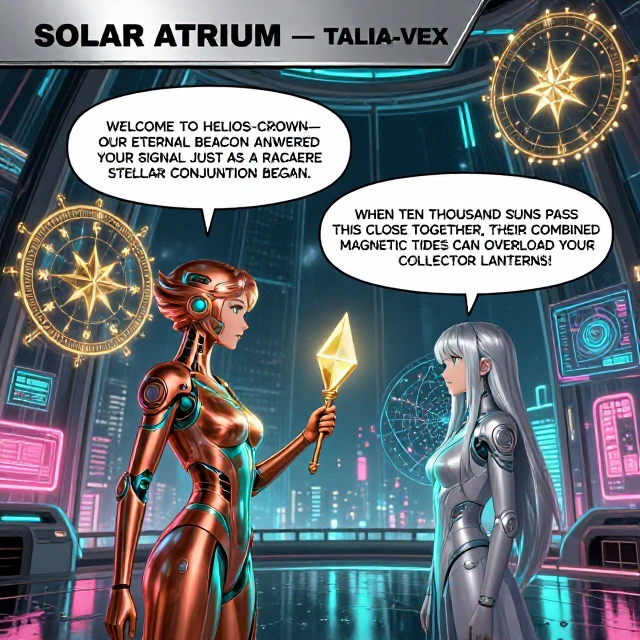 SOLAR ATRIUM — TALIA-VEX
WELCOME TO HELIOS-CROWN—
OUR ETERNAL BEACON ANWERED
YOUR SIGNAL JUST AS A RACAERE
STELLAR CONJUNTION BEGAN.
WHEN TEN THOUSAND SUNS PASS
THIS CLOSE TOGETHER, THEIR COMBINED
MAGNETIC TIDES CAN OVERLOAD YOUR
COLLECTOR LANTERNS!